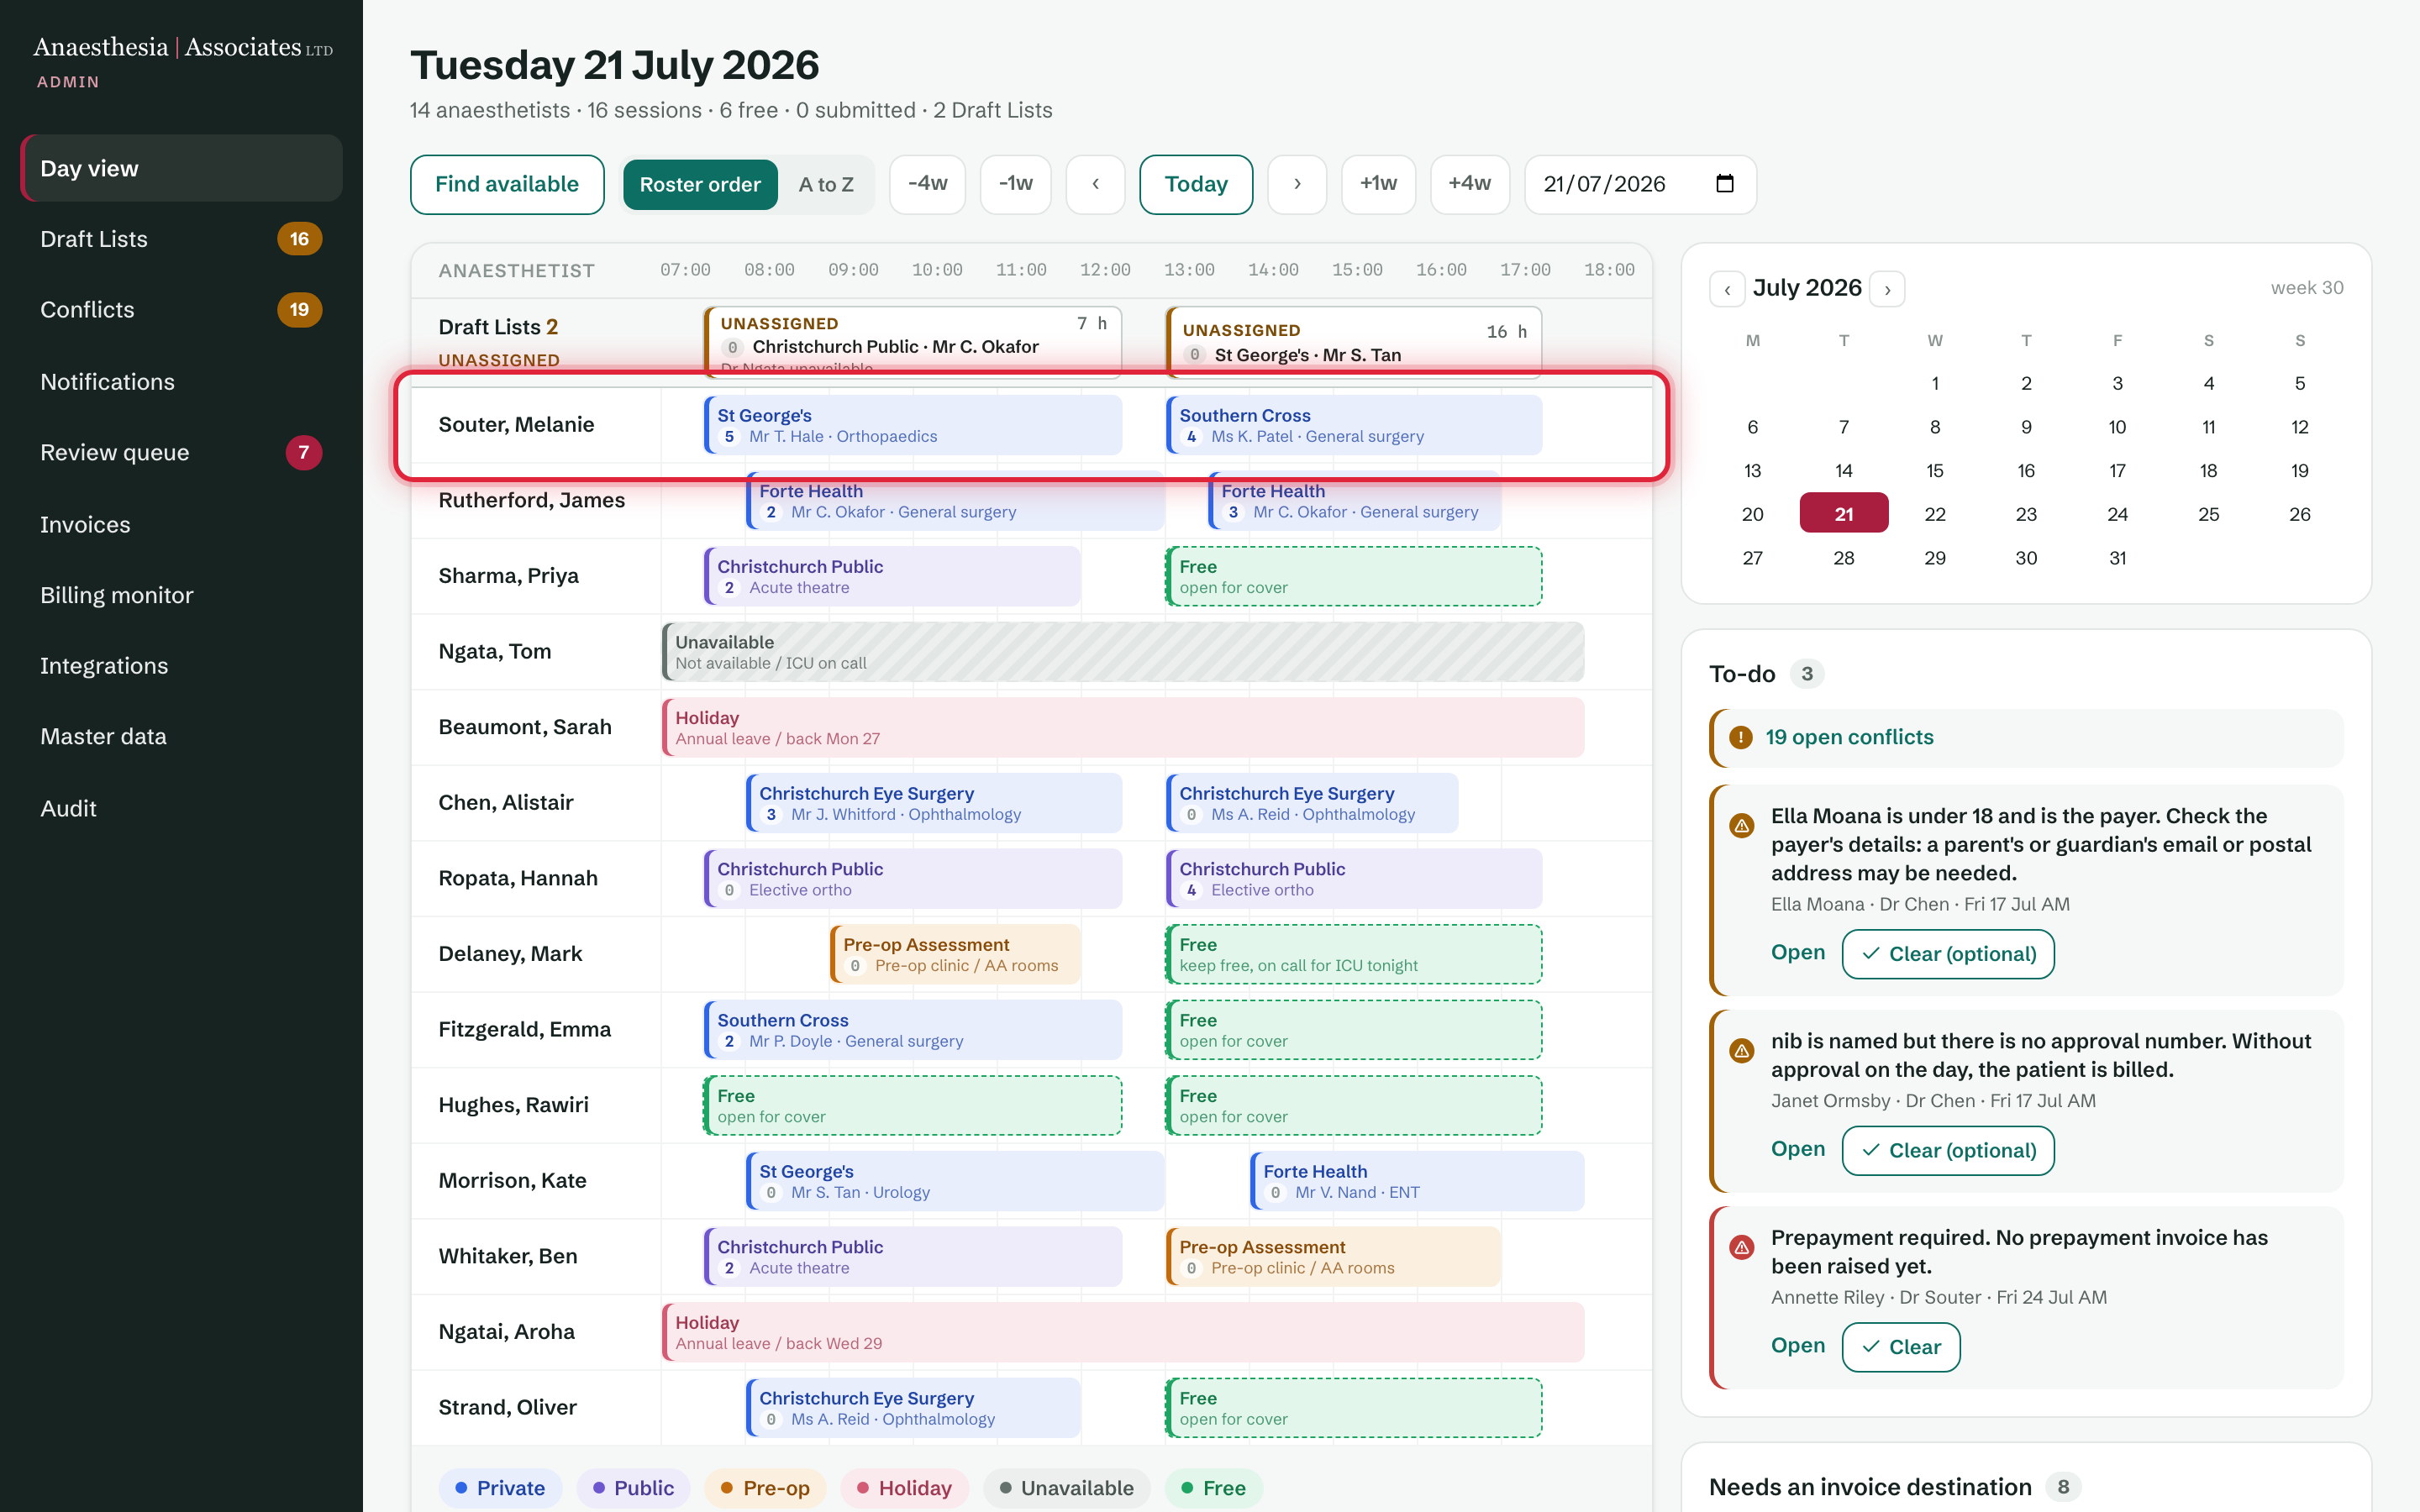 Anaesthesia | Associates LTD
ADMIN
Day view
Draft Lists 16
Conflicts 19
Notifications
Review queue 7
Invoices
Billing monitor
Integrations
Master data
Audit
Tuesday 21 July 2026
14 anaesthetists · 16 sessions · 6 free · 0 submitted · 2 Draft Lists
Find available Roster order A to Z -4w -1w ‹ Today › +1w +4w 21/07/2026
ANAESTHETIST 07:00 08:00 09:00 10:00 11:00 12:00 13:00 14:00 15:00 16:00 17:00 18:00
Draft Lists 2
UNASSIGNED
UNASSIGNED 7 h
0 Christchurch Public · Mr C. Okafor
Dr Ngata unavailable
UNASSIGNED 16 h
0 St George's · Mr S. Tan
Souter, Melanie
St George's
5 Mr T. Hale · Orthopaedics
Southern Cross
4 Ms K. Patel · General surgery
Rutherford, James
Forte Health
2 Mr C. Okafor · General surgery
Forte Health
3 Mr C. Okafor · General surgery
Sharma, Priya
Christchurch Public
2 Acute theatre
Free
open for cover
Ngata, Tom
Unavailable
Not available / ICU on call
Beaumont, Sarah
Holiday
Annual leave / back Mon 27
Chen, Alistair
Christchurch Eye Surgery
3 Mr J. Whitford · Ophthalmology
Christchurch Eye Surgery
0 Ms A. Reid · Ophthalmology
Ropata, Hannah
Christchurch Public
0 Elective ortho
Christchurch Public
4 Elective ortho
Delaney, Mark
Pre-op Assessment
0 Pre-op clinic / AA rooms
Free
keep free, on call for ICU tonight
Fitzgerald, Emma
Southern Cross
2 Mr P. Doyle · General surgery
Free
open for cover
Hughes, Rawiri
Free
open for cover
Free
open for cover
Morrison, Kate
St George's
0 Mr S. Tan · Urology
Forte Health
0 Mr V. Nand · ENT
Whitaker, Ben
Christchurch Public
2 Acute theatre
Pre-op Assessment
0 Pre-op clinic / AA rooms
Ngatai, Aroha
Holiday
Annual leave / back Wed 29
Strand, Oliver
Christchurch Eye Surgery
0 Ms A. Reid · Ophthalmology
Free
open for cover
Private Public Pre-op Holiday Unavailable Free
‹ July 2026 › week 30
M T W T F S S
1 2 3 4 5
6 7 8 9 10 11 12
13 14 15 16 17 18 19
20 21 22 23 24 25 26
27 28 29 30 31
To-do 3
19 open conflicts
Ella Moana is under 18 and is the payer. Check the
payer's details: a parent's or guardian's email or postal
address may be needed.
Ella Moana · Dr Chen · Fri 17 Jul AM
Open ✓ Clear (optional)
nib is named but there is no approval number. Without
approval on the day, the patient is billed.
Janet Ormsby · Dr Chen · Fri 17 Jul AM
Open ✓ Clear (optional)
Prepayment required. No prepayment invoice has
been raised yet.
Annette Riley · Dr Souter · Fri 24 Jul AM
Open ✓ Clear
Needs an invoice destination 8